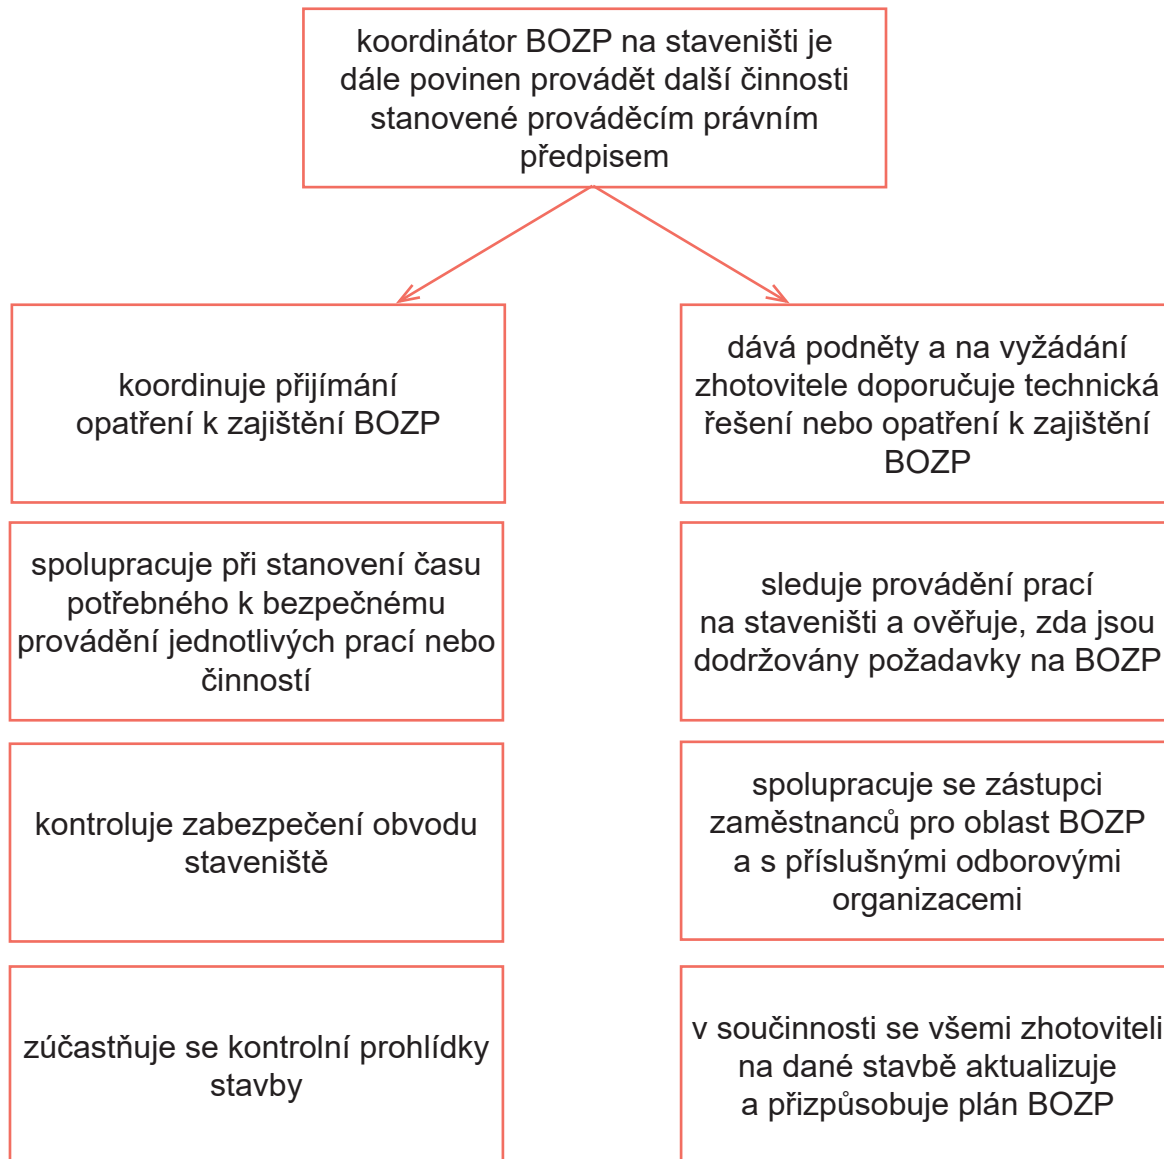 koordinátor BOZP na staveništi je
dále povinen provádět další činnosti
stanovené prováděcím právním
předpisem
koordinuje přijímání
opatření k zajištění BOZP
dává podněty a na vyžádání
zhotovitele doporučuje technická
řešení nebo opatření k zajištění
BOZP
spolupracuje při stanovení času
potřebného k bezpečnému
provádění jednotlivých prací nebo
činností
sleduje provádění prací
na staveništi a ověřuje, zda jsou
dodržovány požadavky na BOZP
kontroluje zabezpečení obvodu
staveniště
spolupracuje se zástupci
zaměstnanců pro oblast BOZP
a s příslušnými odborovými
organizacemi
zúčastňuje se kontrolní prohlídky
stavby
v součinnosti se všemi zhotoviteli
na dané stavbě aktualizuje
a přizpůsobuje plán BOZP